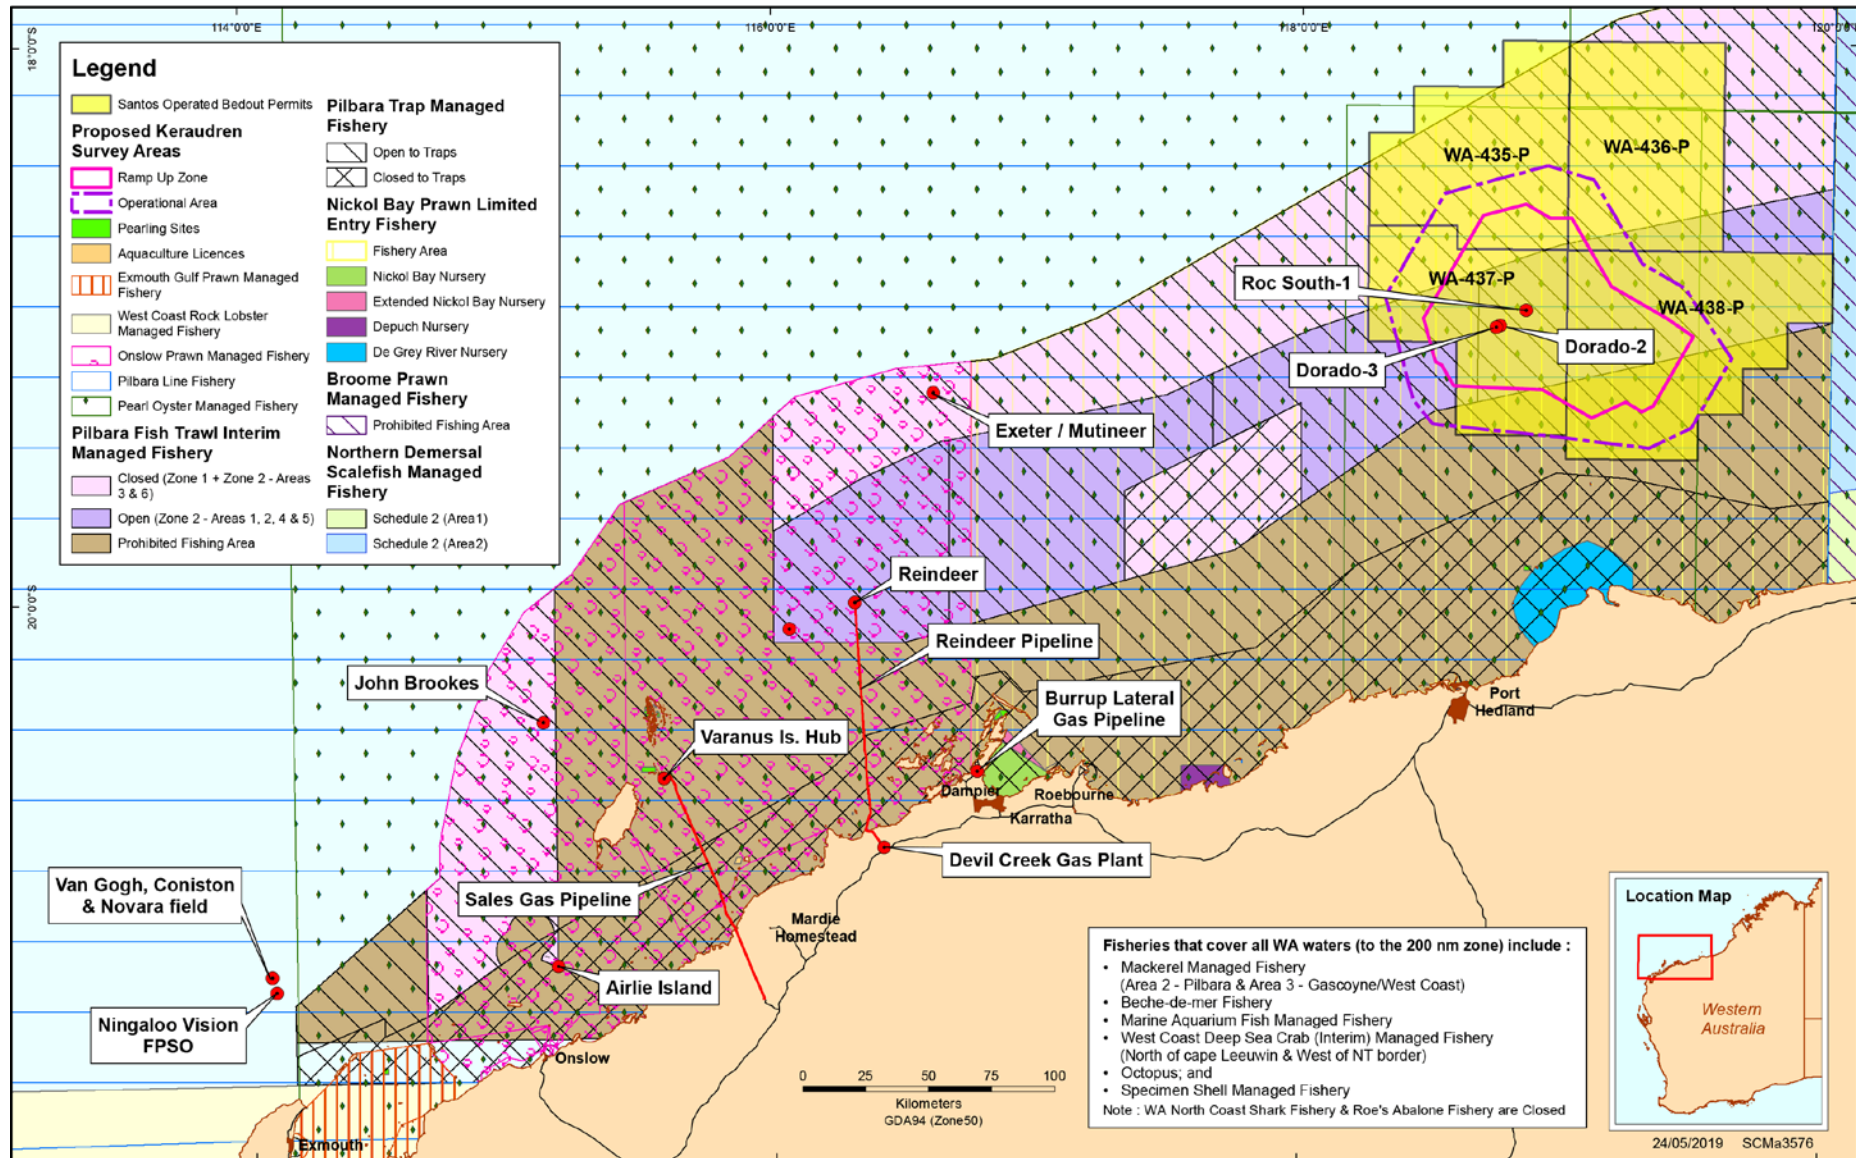 114°0'0"E
116°0'0"E
118°0'0"E
120°0'0"E
18°0'0"S
20°0'0"S
Legend
Santos Operated Bedout Permits
Proposed Keraudren
Survey Areas
Ramp Up Zone
Operational Area
Pearling Sites
Aquaculture Licences
Exmouth Gulf Prawn Managed
Fishery
West Coast Rock Lobster
Managed Fishery
Onslow Prawn Managed Fishery
Pilbara Line Fishery
Pearl Oyster Managed Fishery
Pilbara Fish Trawl Interim
Managed Fishery
Closed (Zone 1 + Zone 2 - Areas
3 & 6)
Open (Zone 2 - Areas 1, 2, 4 & 5)
Prohibited Fishing Area
Pilbara Trap Managed
Fishery
Open to Traps
Closed to Traps
Nickol Bay Prawn Limited
Entry Fishery
Fishery Area
Nickol Bay Nursery
Extended Nickol Bay Nursery
Depuch Nursery
De Grey River Nursery
Broome Prawn
Managed Fishery
Prohibited Fishing Area
Northern Demersal
Scalefish Managed
Fishery
Schedule 2 (Area1)
Schedule 2 (Area2)
WA-435-P
WA-436-P
WA-437-P
WA-438-P
Roc South-1
Dorado-2
Dorado-3
Exeter / Mutineer
Reindeer
Reindeer Pipeline
John Brookes
Burrup Lateral
Gas Pipeline
Varanus Is. Hub
Port
Hedland
Dampier
Roebourne
Karratha
Devil Creek Gas Plant
Van Gogh, Coniston
& Novara field
Sales Gas Pipeline
Mardie
Homestead
Airlie Island
Ningaloo Vision
FPSO
Onslow
Exmouth
0 25 50 75 100
Kilometers
GDA94 (Zone50)
Fisheries that cover all WA waters (to the 200 nm zone) include :
• Mackerel Managed Fishery
(Area 2 - Pilbara & Area 3 - Gascoyne/West Coast)
• Beche-de-mer Fishery
• Marine Aquarium Fish Managed Fishery
• West Coast Deep Sea Crab (Interim) Managed Fishery
(North of cape Leeuwin & West of NT border)
• Octopus; and
• Specimen Shell Managed Fishery
Note : WA North Coast Shark Fishery & Roe's Abalone Fishery are Closed
Location Map
Western
Australia
24/05/2019 SCMa3576